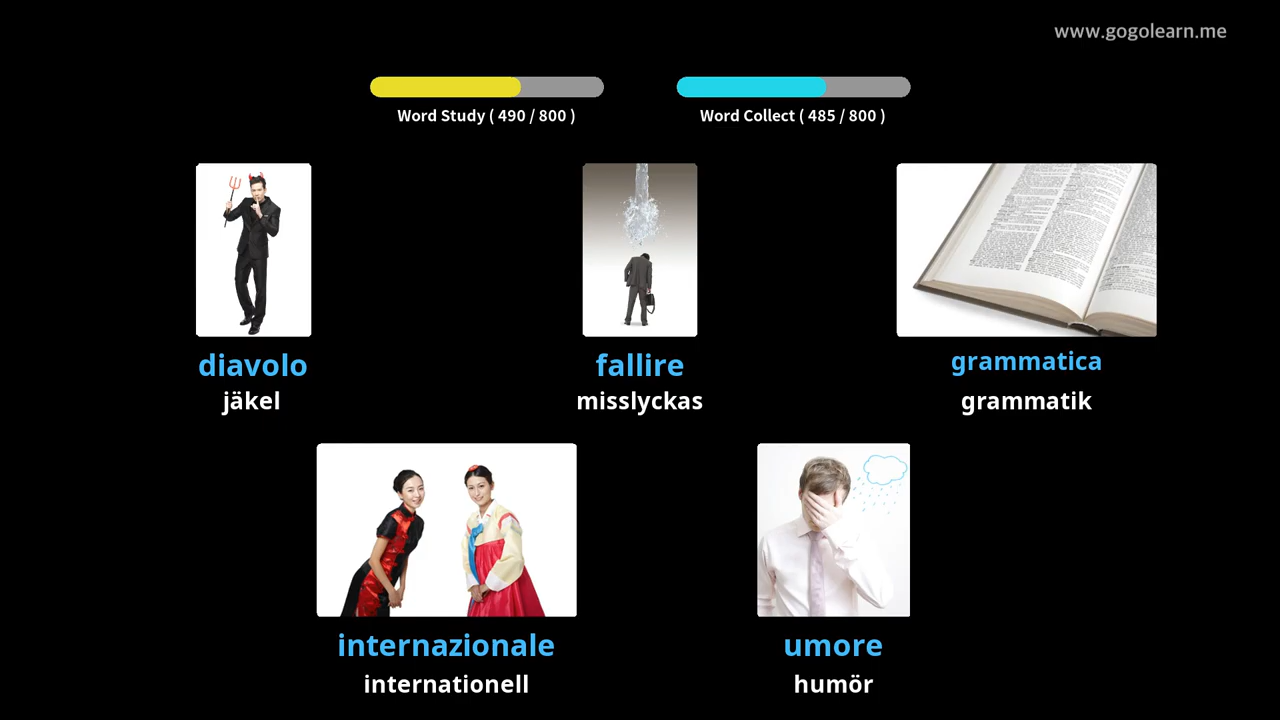 www.gogolearn.me
Word Study ( 490 / 800 )
Word Collect ( 485 / 800 )
diavolo
jäkel
fallire
misslyckas
grammatica
grammatik
internazionale
internationell
umore
humör